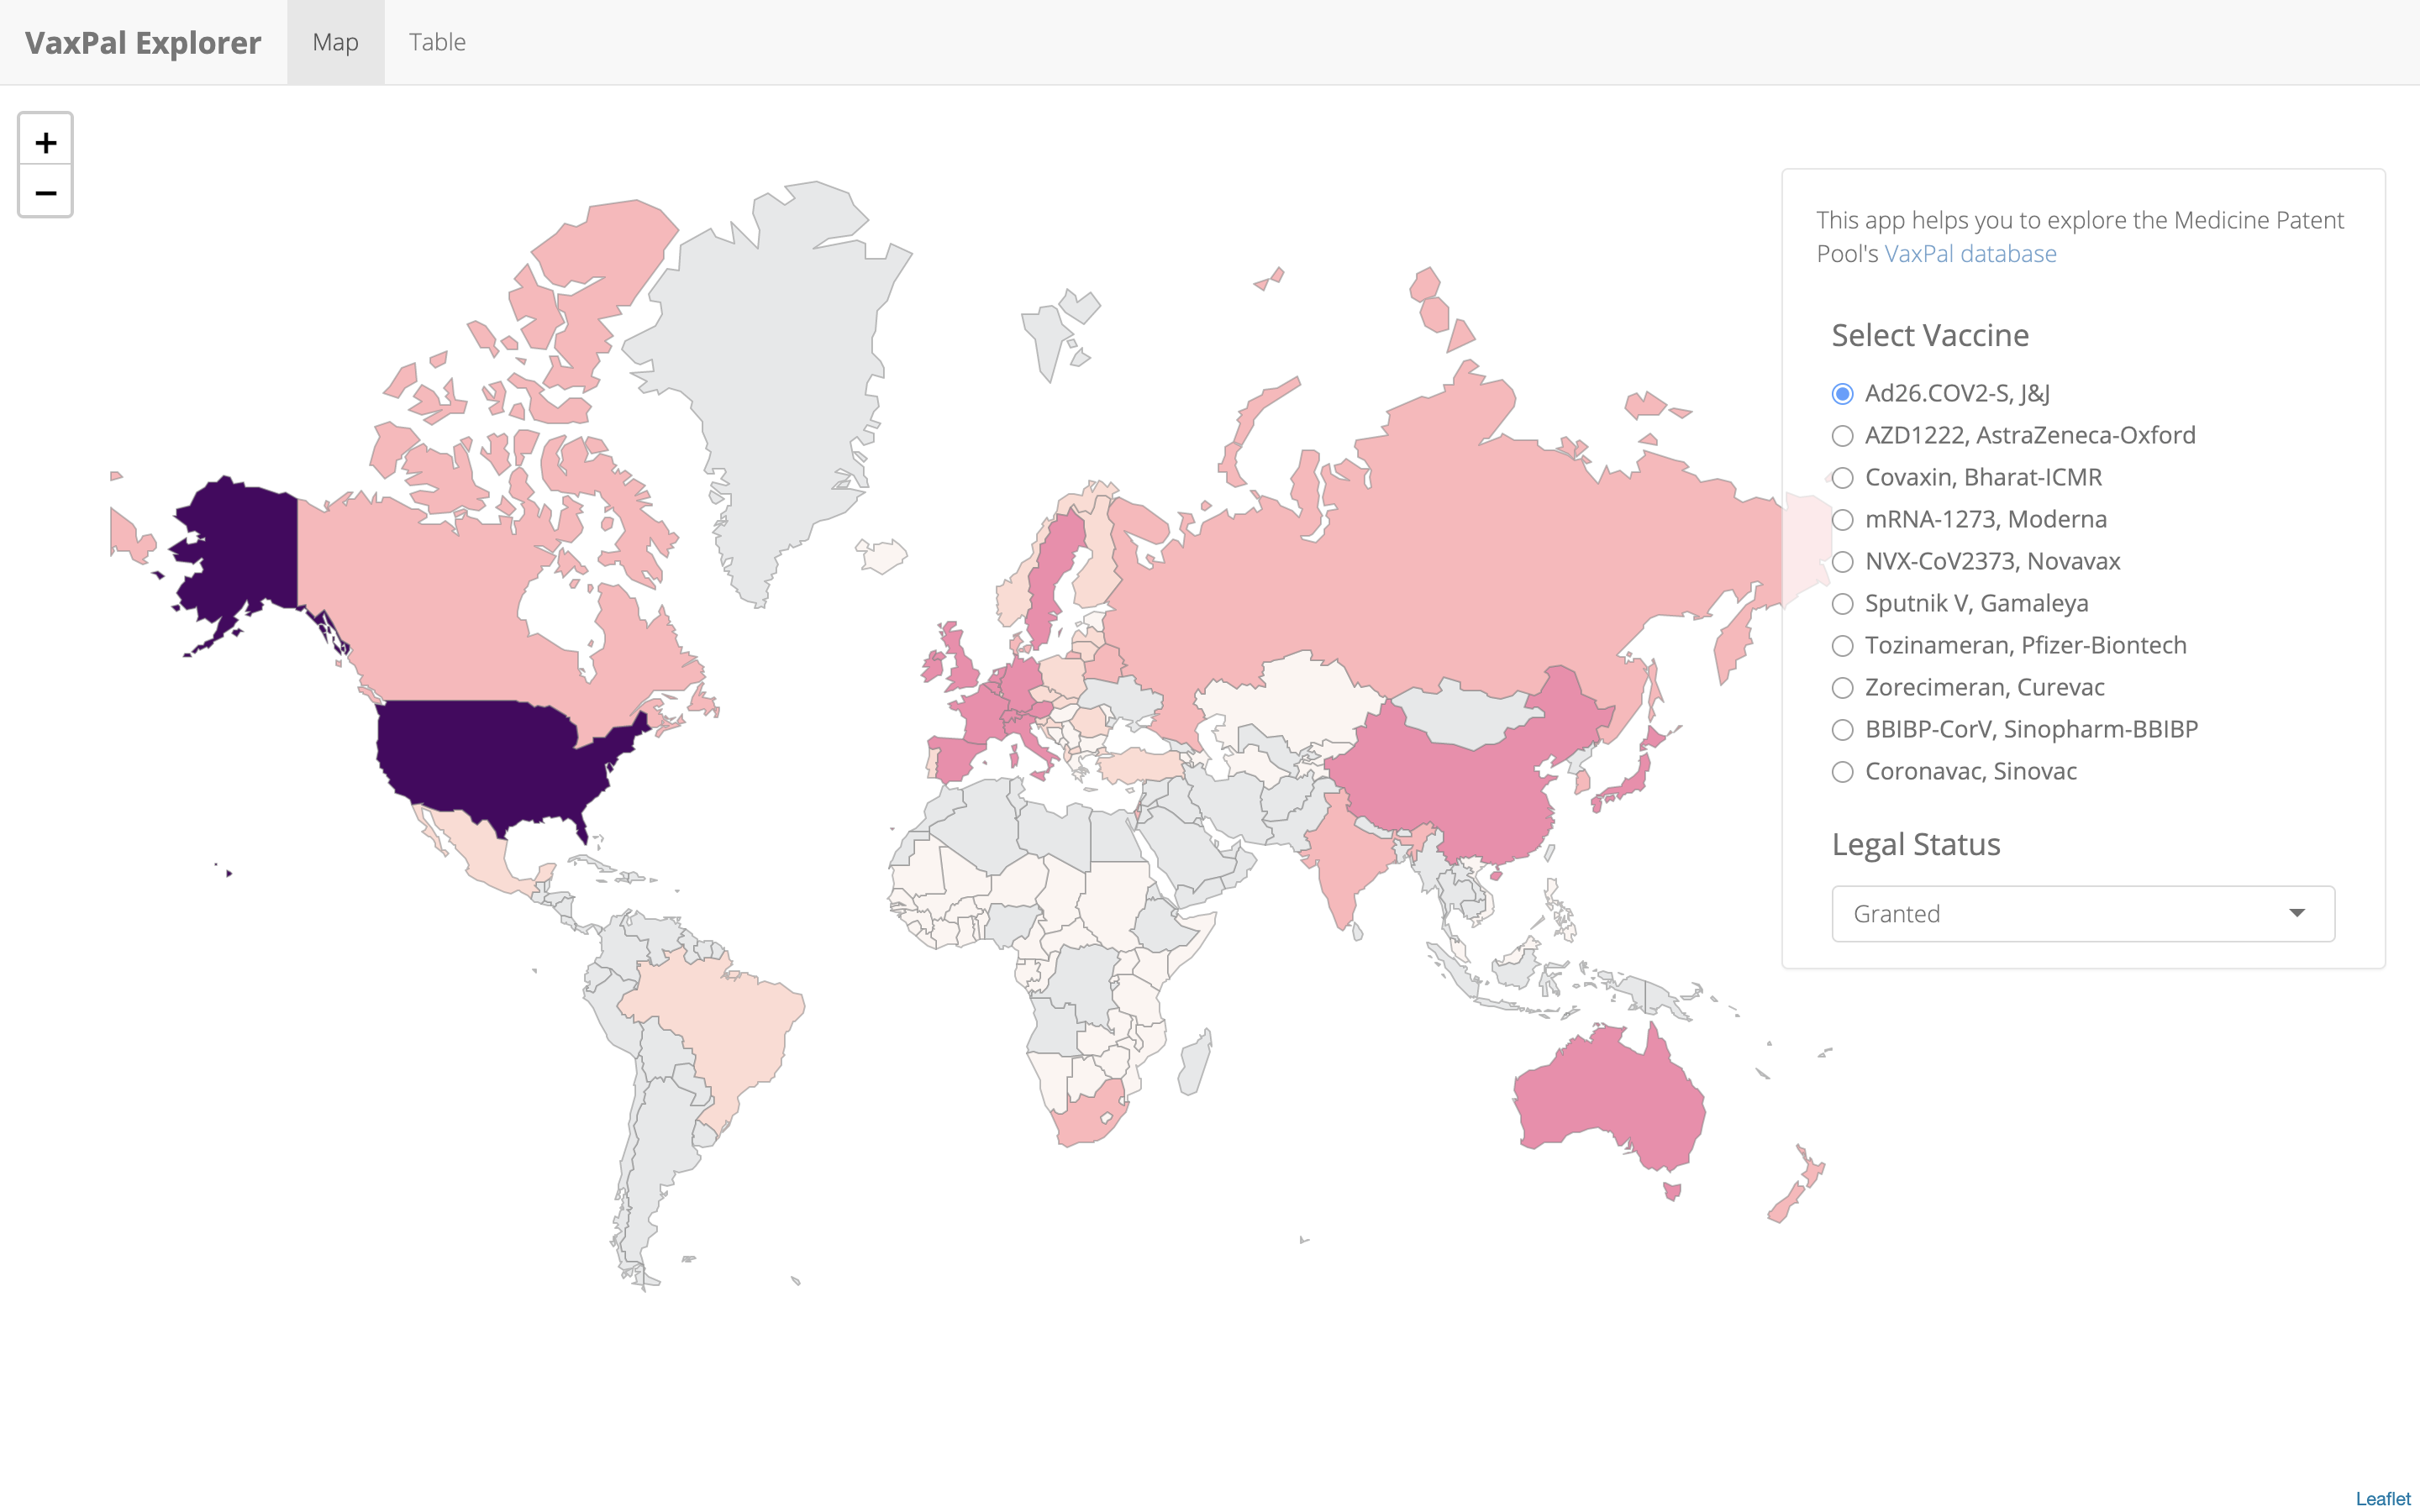 VaxPal Explorer
Map
Table
+
−
This app helps you to explore the Medicine Patent
Pool's VaxPal database
Select Vaccine
Ad26.COV2-S, J&J
AZD1222, AstraZeneca-Oxford
Covaxin, Bharat-ICMR
mRNA-1273, Moderna
NVX-CoV2373, Novavax
Sputnik V, Gamaleya
Tozinameran, Pfizer-Biontech
Zorecimeran, Curevac
BBIBP-CorV, Sinopharm-BBIBP
Coronavac, Sinovac
Legal Status
Granted
Leaflet